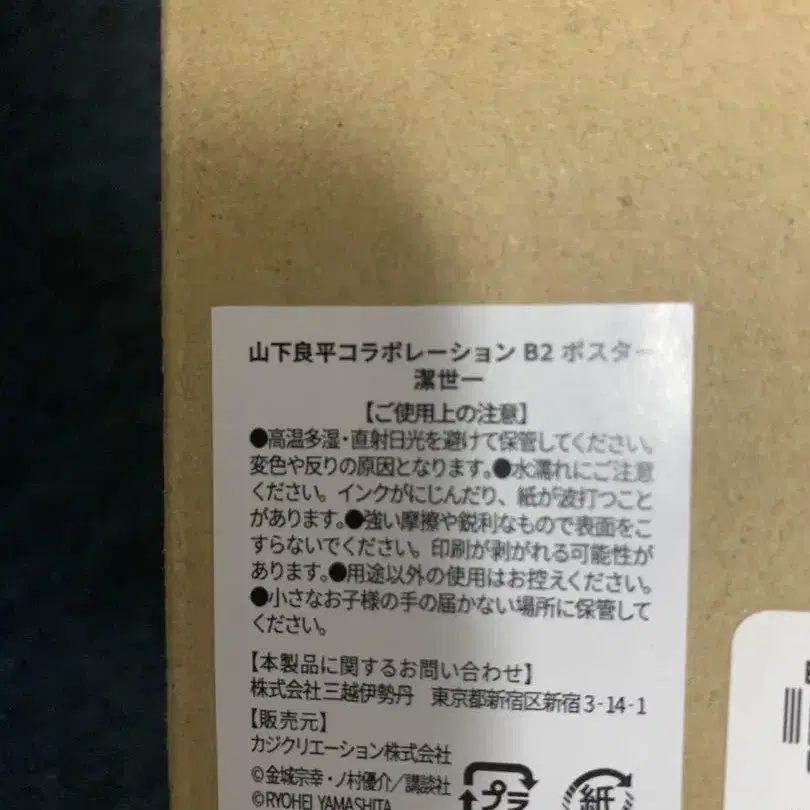 山下良平コラボレーション B2 ポスター
潔世一
【ご使用上の注意】
●高温多湿・直射日光を避けて保管してください。
変色や反りの原因となります。●水濡れにご注意
ください。インクがにじんだり、紙が波打つこと
があります。●強い摩擦や鋭利なもので表面をこ
すらないでください。印刷が剥がれる可能性が
あります。●用途以外の使用はお控えください。
●小さなお子様の手の届かない場所に保管して
ください。
【本製品に関するお問い合わせ】
株式会社三越伊勢丹 東京都新宿区新宿3-14-1
【販売元】
カジクリエーション株式会社
©金城宗幸・ノ村優介／講談社
©RYOHEI YAMASHITA
プラ
紙